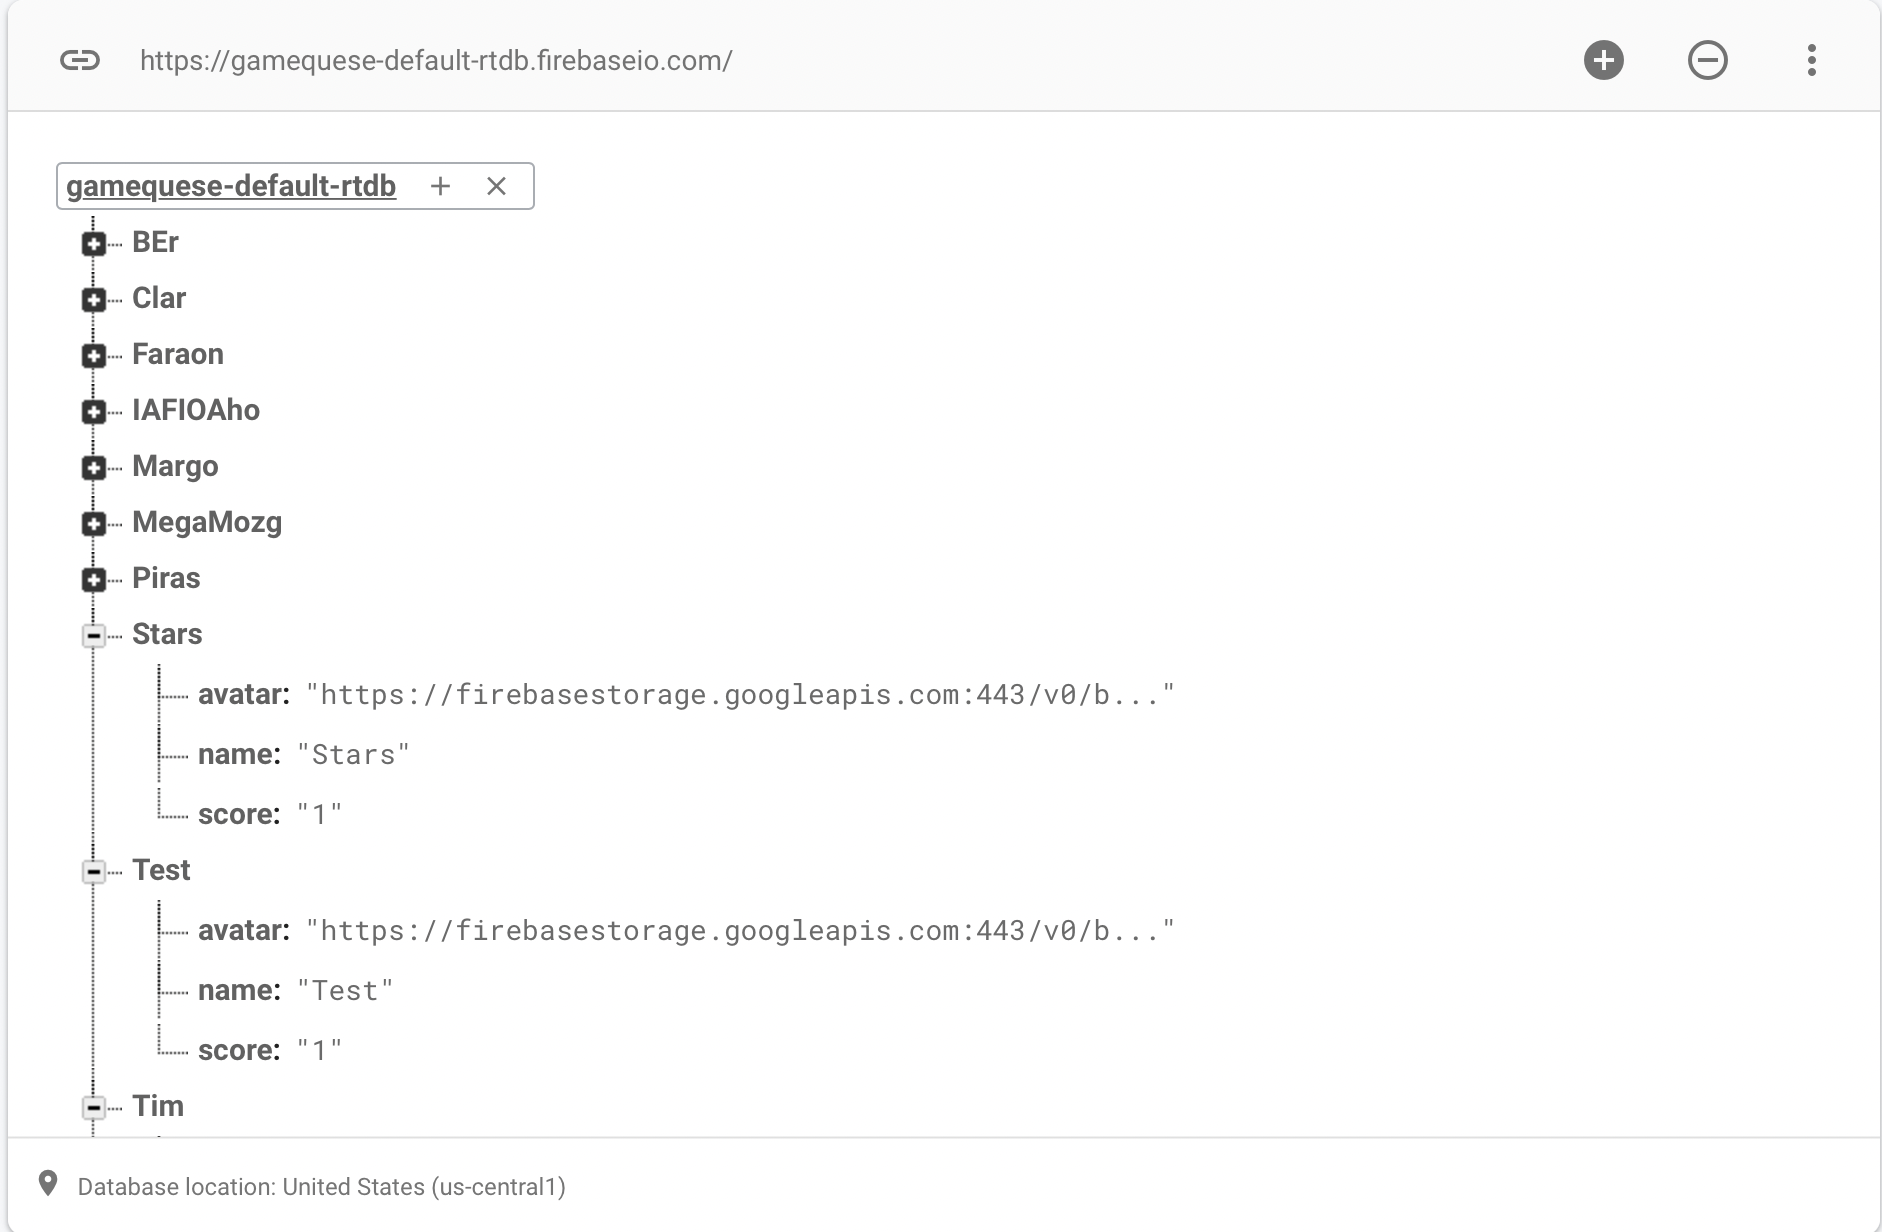 https://gamequese-default-rtdb.firebaseio.com/
gamequese-default-rtdb
BEr
Clar
Faraon
IAFIOAho
Margo
MegaMozg
Piras
Stars
avatar: "https://firebasestorage.googleapis.com:443/v0/b..."
name: "Stars"
score: "1"
Test
avatar: "https://firebasestorage.googleapis.com:443/v0/b..."
name: "Test"
score: "1"
Tim
Database location: United States (us-central1)